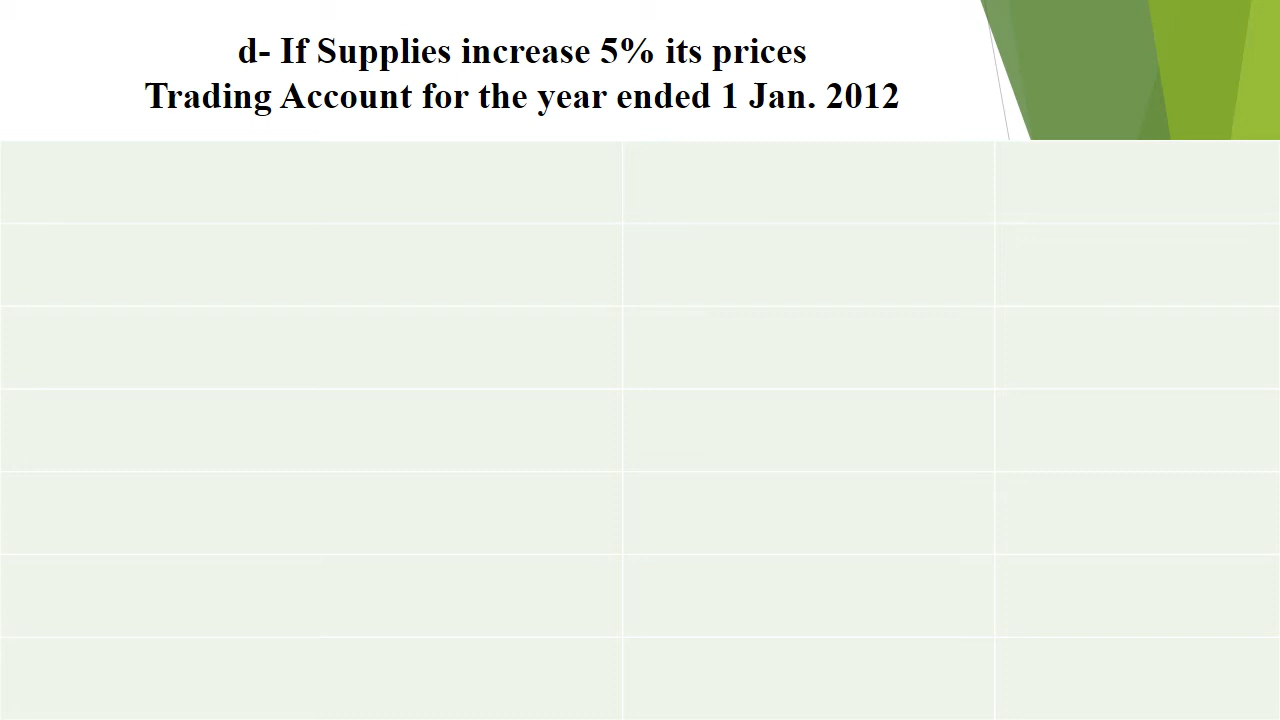 d- If Supplies increase 5% its prices
Trading Account for the year ended 1 Jan. 2012